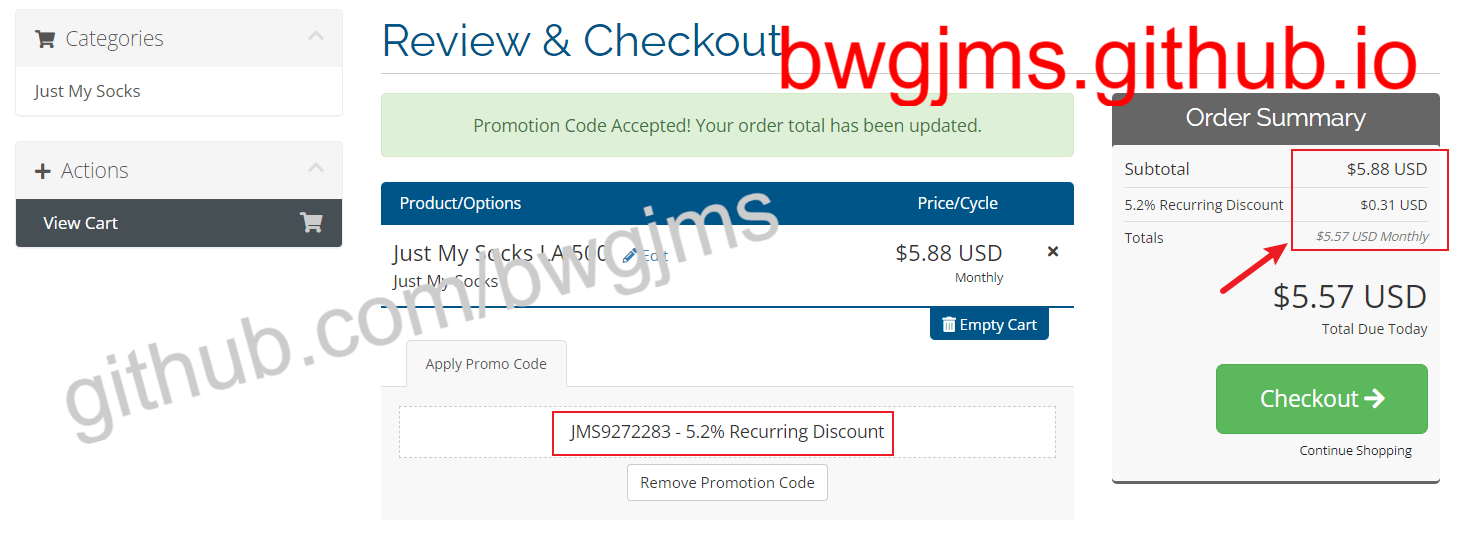 Categories
Just My Socks
Actions
View Cart
Review & Checkout
bwgjms.github.io
Promotion Code Accepted! Your order total has been updated.
Product/Options Price/Cycle
Just My Socks LA 500 Edit $5.88 USD
Just My Socks Monthly
Empty Cart
github.com/bwgjms
Apply Promo Code
JMS9272283 - 5.2% Recurring Discount
Remove Promotion Code
Order Summary
Subtotal $5.88 USD
5.2% Recurring Discount $0.31 USD
Totals $5.57 USD Monthly
$5.57 USD
Total Due Today
Checkout
Continue Shopping